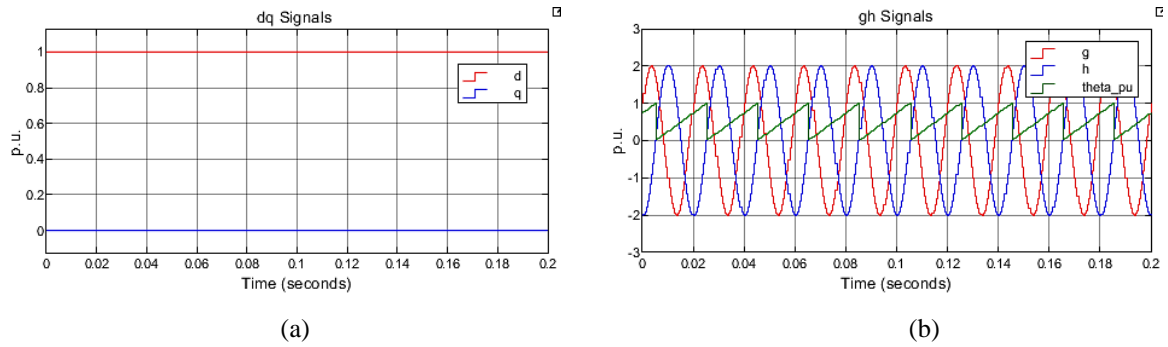 dq Signals
1
0.8
0.6
0.4
0.2
0
p.u.
d
q
0 0.02 0.04 0.06 0.08 0.1 0.12 0.14 0.16 0.18 0.2
Time (seconds)
(a)
gh Signals
3
2
1
0
-1
-2
-3
p.u.
g
h
theta_pu
0 0.02 0.04 0.06 0.08 0.1 0.12 0.14 0.16 0.18 0.2
Time (seconds)
(b)